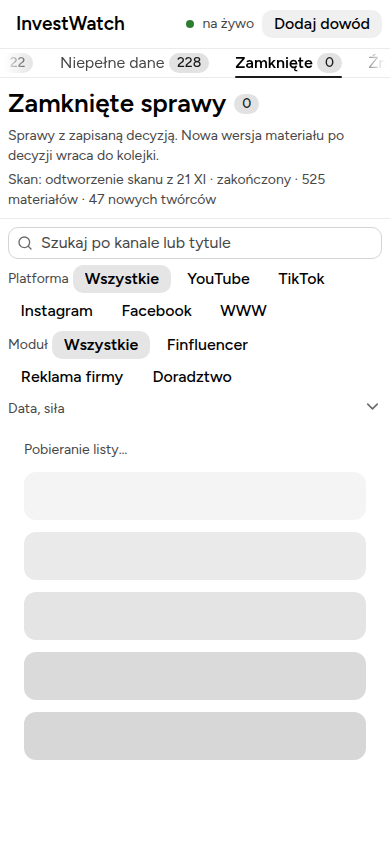 InvestWatch
na żywo
Dodaj dowód
22
Niepełne dane 228
Zamknięte 0
Zamknięte sprawy 0
Sprawy z zapisaną decyzją. Nowa wersja materiału po
decyzji wraca do kolejki.
Skan: odtworzenie skanu z 21 XI · zakończony · 525
materiałów · 47 nowych twórców
Szukaj po kanale lub tytule
Platforma Wszystkie YouTube TikTok
Instagram Facebook WWW
Moduł Wszystkie Finfluencer
Reklama firmy Doradztwo
Data, siła
Pobieranie listy...